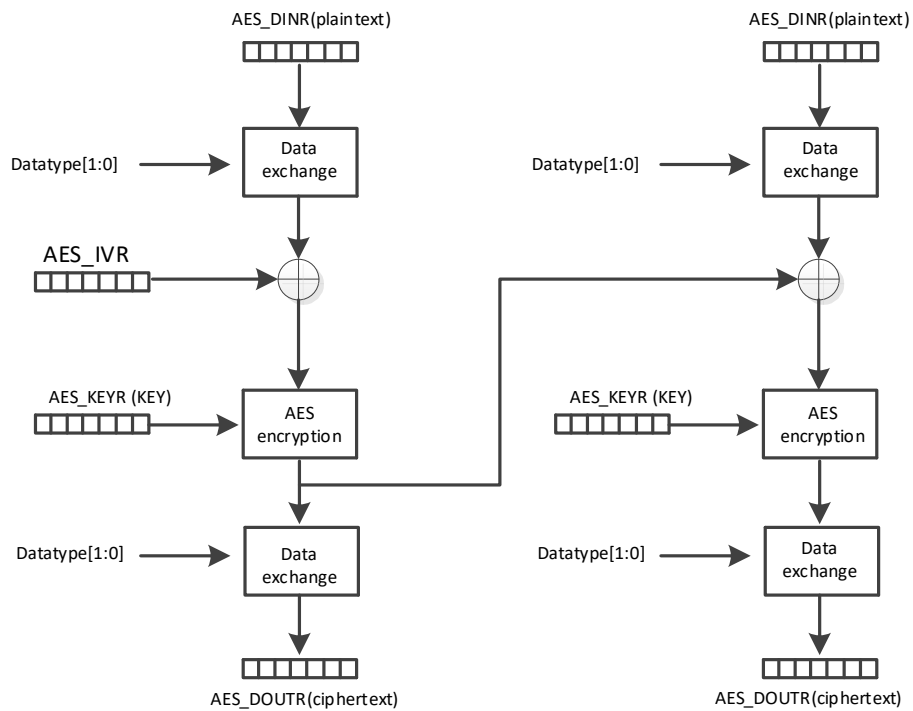 AES_DINR(plaintext)
Data
exchange
Datatype[1:0]
AES_IVR
AES_KEYR (KEY)
AES
encryption
Datatype[1:0]
Data
exchange
AES_DOUTR(ciphertext)
AES_DINR(plaintext)
Data
exchange
Datatype[1:0]
AES_KEYR (KEY)
AES
encryption
Datatype[1:0]
Data
exchange
AES_DOUTR(ciphertext)